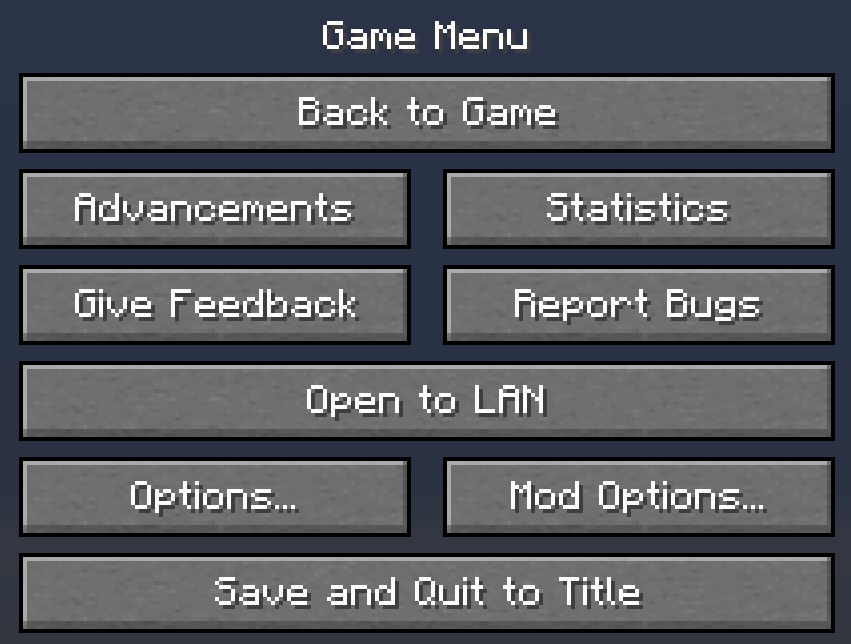 Game Menu
Back to Game
Advancements
Statistics
Give Feedback
Report Bugs
Open to LAN
Options...
Mod Options...
Save and Quit to Title